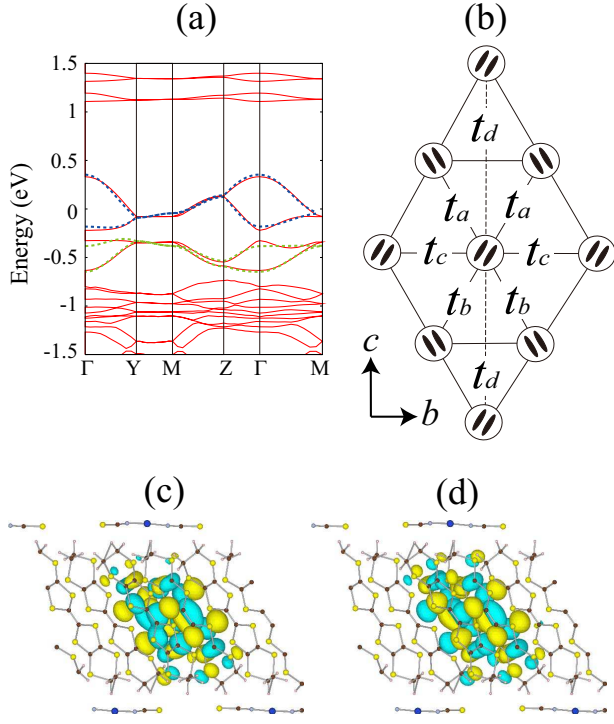 (a)
(b)
1.5
1
0.5
0
-0.5
-1
-1.5
Energy (eV)
Γ Y M Z Γ M
t_d
t_a t_a
t_c t_c
t_b t_b
t_d
c
b
(c)
(d)